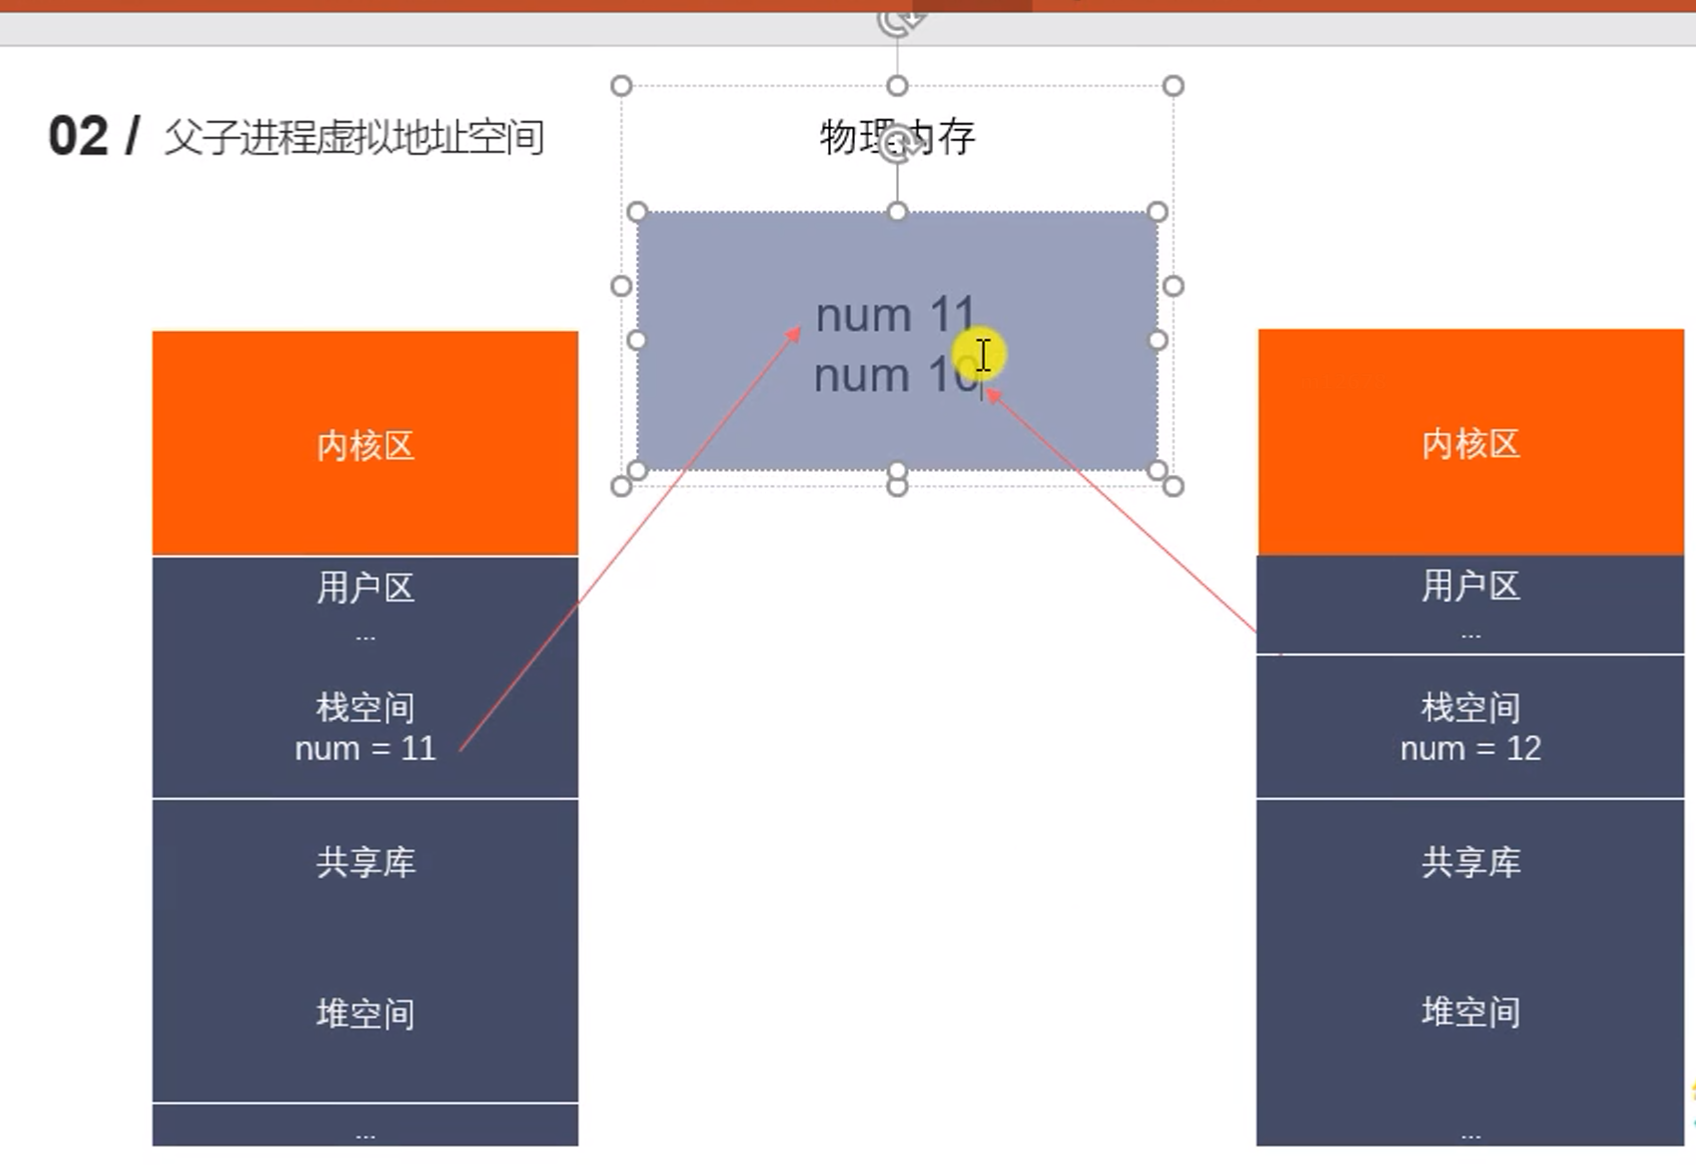 02 / 父子进程虚拟地址空间
物理内存
num 11
num 10
内核区
用户区
...
栈空间
num = 11
共享库
堆空间
...
内核区
用户区
...
栈空间
num = 12
共享库
堆空间
...